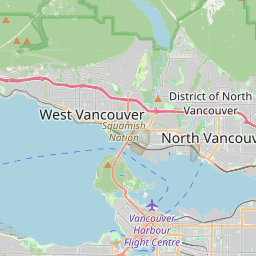 District of North
Vancouver
West Vancouver
Squamish
Nation
North Vancouv
Vancouver
Harbour
Flight Centre